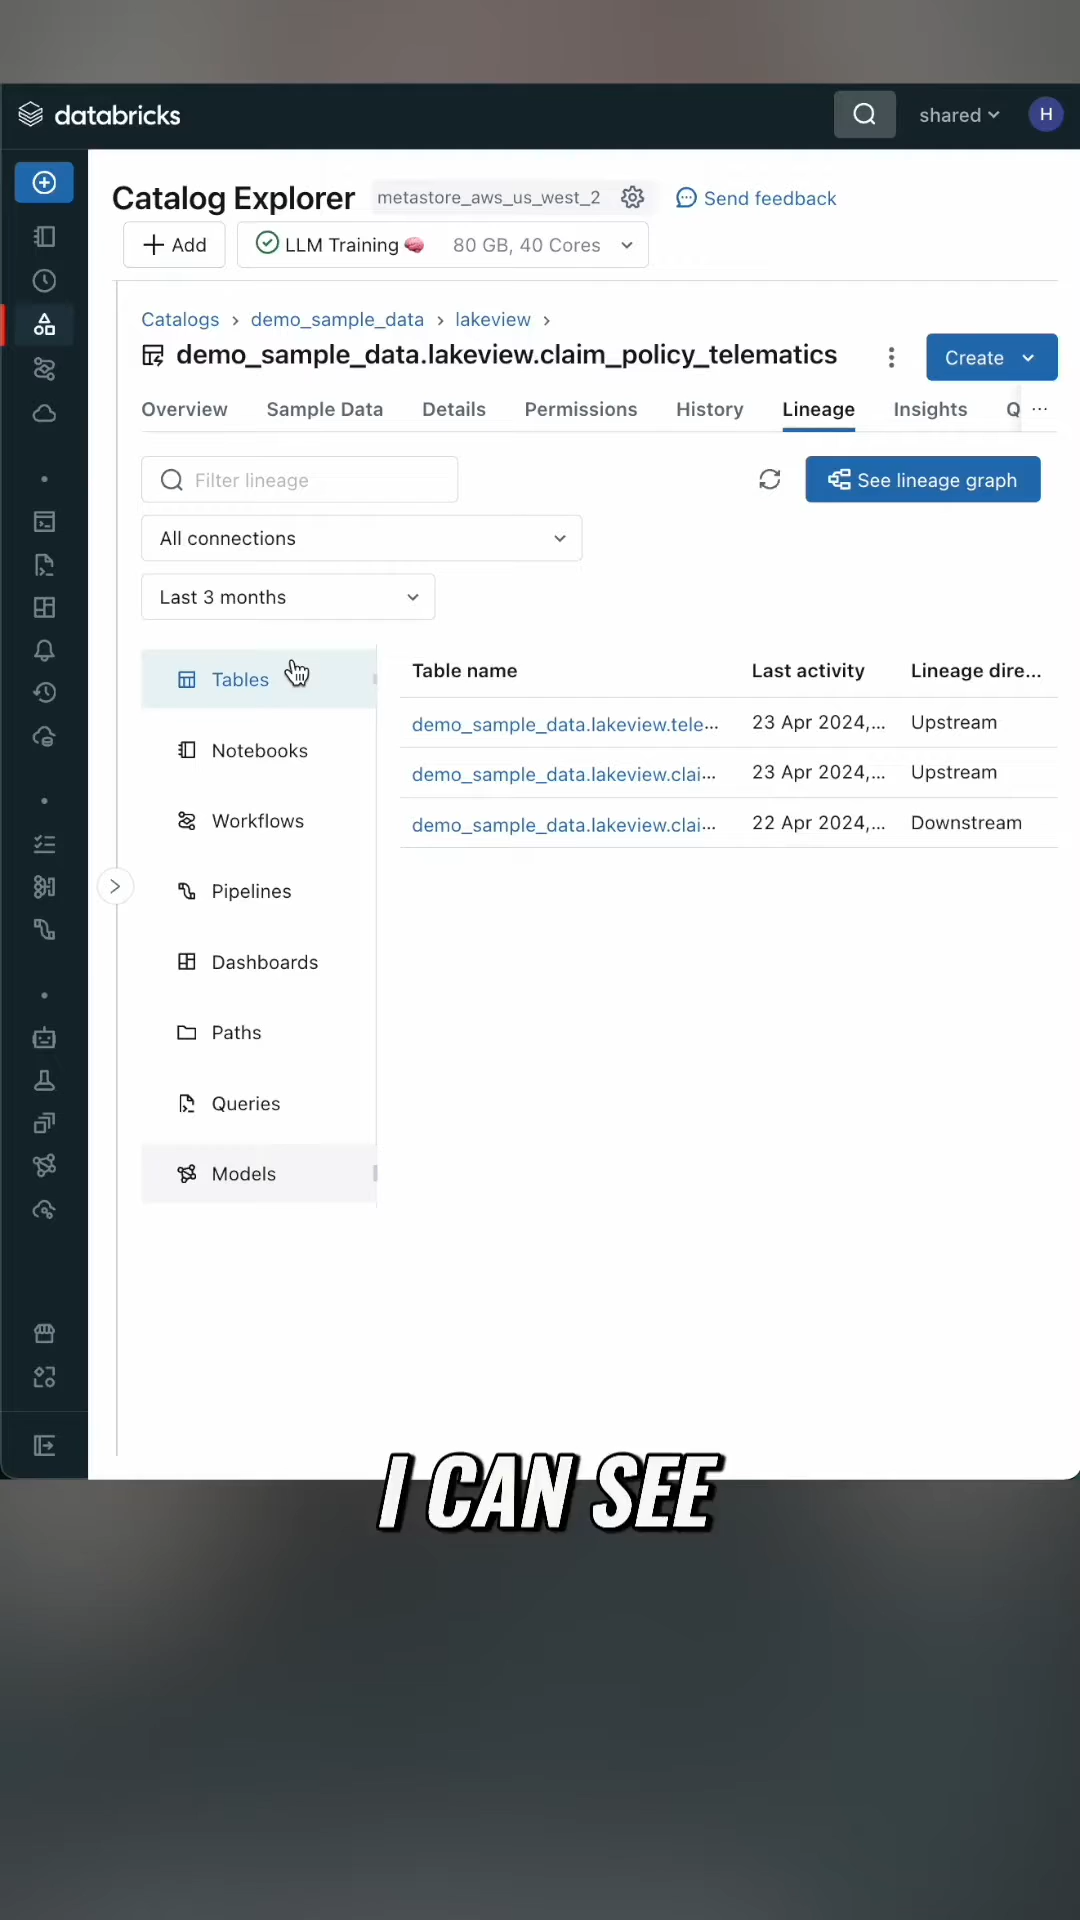 databricks
shared
H
Catalog Explorer metastore_aws_us_west_2 Send feedback
Add LLM Training 80 GB, 40 Cores
Catalogs > demo_sample_data > lakeview >
demo_sample_data.lakeview.claim_policy_telematics
Create
Overview Sample Data Details Permissions History Lineage Insights Q ...
Filter lineage
See lineage graph
All connections
Last 3 months
Tables
Notebooks
Workflows
Pipelines
Dashboards
Paths
Queries
Models
Table name Last activity Lineage dire...
demo_sample_data.lakeview.tele... 23 Apr 2024,... Upstream
demo_sample_data.lakeview.clai... 23 Apr 2024,... Upstream
demo_sample_data.lakeview.clai... 22 Apr 2024,... Downstream
I CAN SEE